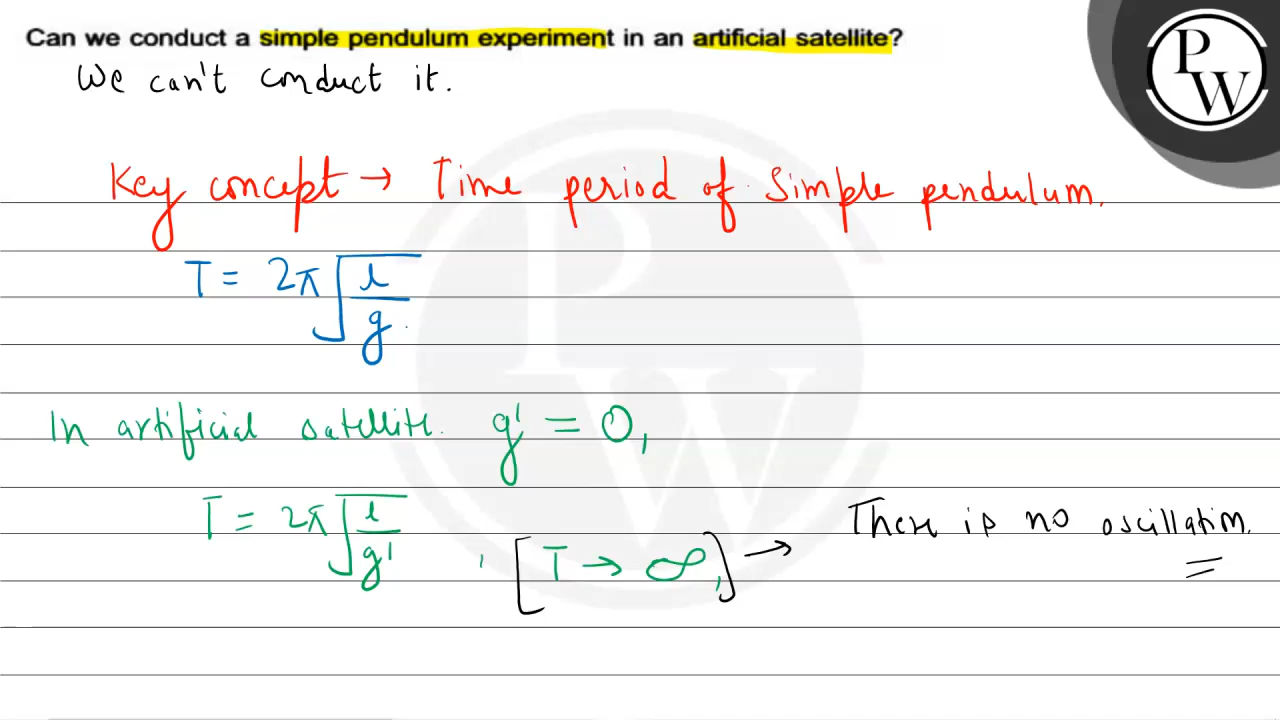 Can we conduct a simple pendulum experiment in an artificial satellite?
We can't conduct it.
PW
Key concept → Time period of Simple pendulum.
T = 2π√(l/g)
In artificial satellite. g' = 0,
T = 2π√(l/g') , [T → ∞,] → There is no oscillation.